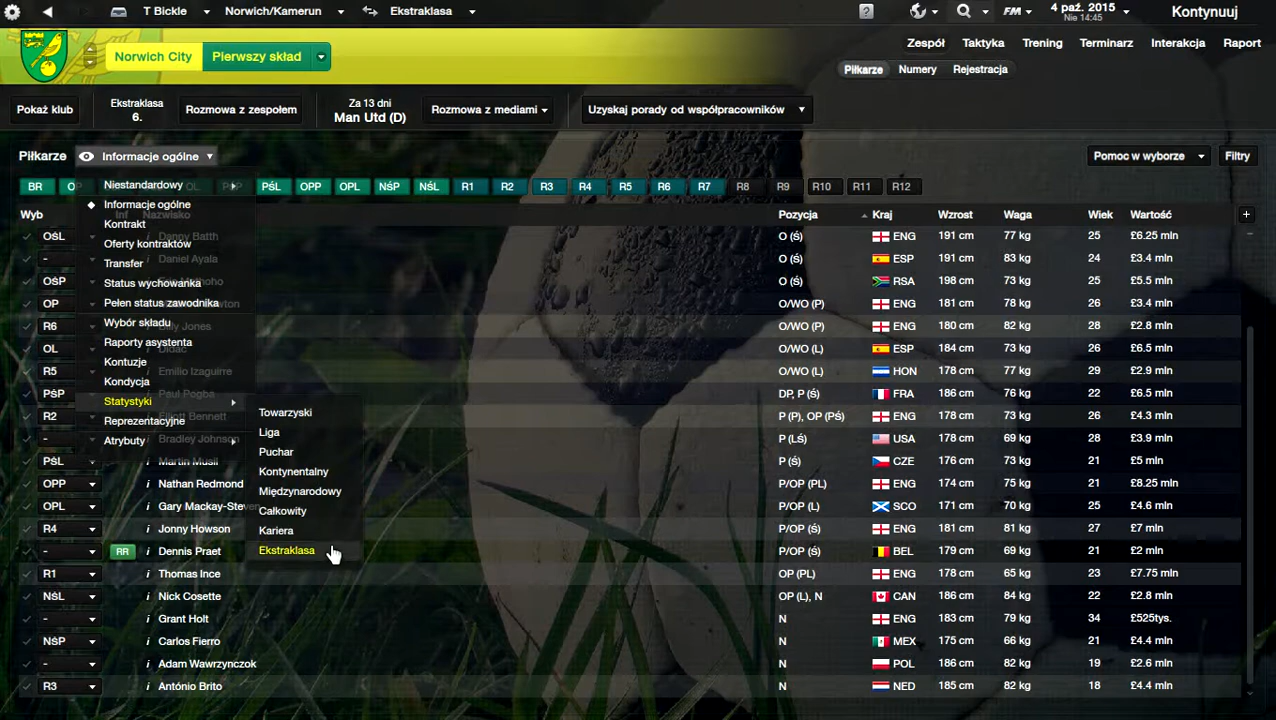 T Bickle Norwich/Kamerun Ekstraklasa ? FM 4 paź. 2015 Nie 14:45 Kontynuuj
Norwich City Pierwszy skład Zespół Taktyka Trening Terminarz Interakcja Raport
Piłkarze Numery Rejestracja
Pokaż klub Ekstraklasa 6. Rozmowa z zespołem Za 13 dni Man Utd (D) Rozmowa z mediami Uzyskaj porady od współpracowników
Piłkarze Informacje ogólne Pomoc w wyborze Filtry
BR PŚL OPP OPL NŚP NŚL R1 R2 R3 R4 R5 R6 R7 R8 R9 R10 R11 R12
Wyb Inf Nazwisko Pozycja Kraj Wzrost Waga Wiek Wartość +
Niestandardowy
Informacje ogólne
Kontrakt
Oferty kontraktów
Transfer
Status wychowanka
Pełen status zawodnika
Wybór składu
Raporty asystenta
Kontuzje
Kondycja
Statystyki
Reprezentacyjne
Atrybuty
Towarzyski
Liga
Puchar
Kontynentalny
Międzynarodowy
Całkowity
Kariera
Ekstraklasa
OŚL Danny Batth O (Ś) ENG 191 cm 77 kg 25 £6.25 mln
- Daniel Ayala O (Ś) ESP 191 cm 83 kg 24 £3.4 mln
OŚP O (Ś) RSA 198 cm 73 kg 25 £5.5 mln
OP O/WO (P) ENG 181 cm 78 kg 26 £3.4 mln
R6 Billy Jones O/WO (P) ENG 180 cm 82 kg 28 £2.8 mln
OL O/WO (L) ESP 184 cm 73 kg 26 £6.5 mln
R5 Emilio Izaguirre O/WO (L) HON 178 cm 77 kg 29 £2.9 mln
PŚP Paul Pogba DP, P (Ś) FRA 186 cm 76 kg 22 £6.5 mln
R2 Elliott Bennett P (P), OP (PŚ) ENG 178 cm 76 kg 26 £4.3 mln
- Bradley Johnson P (LŚ) USA 178 cm 69 kg 28 £3.9 mln
PŚL Martin Musil P (Ś) CZE 176 cm 76 kg 21 £5 mln
OPP Nathan Redmond P/OP (PL) ENG 174 cm 75 kg 21 £8.25 mln
OPL Gary Mackay-Steven P/OP (PL) SCO 171 cm 70 kg 25 £4.6 mln
R4 Jonny Howson P/OP (Ś) ENG 181 cm 81 kg 27 £7 mln
- RR Dennis Praet P/OP (Ś) BEL 179 cm 69 kg 21 £2 mln
R1 Thomas Ince OP (PL) ENG 178 cm 65 kg 23 £7.75 mln
NŚL Nick Cosette OP (L), N CAN 186 cm 84 kg 22 £2.8 mln
- Grant Holt N ENG 183 cm 79 kg 34 £525tys.
NŚP Carlos Fierro N MEX 175 cm 66 kg 21 £4.4 mln
- Adam Wawrzynczok N POL 186 cm 82 kg 19 £2.6 mln
R3 António Brito N NED 185 cm 82 kg 18 £4.4 mln